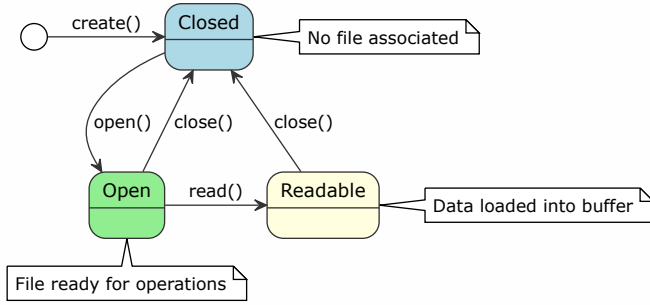 create()
Closed
No file associated
open()
close()
close()
Open
read()
Readable
Data loaded into buffer
File ready for operations